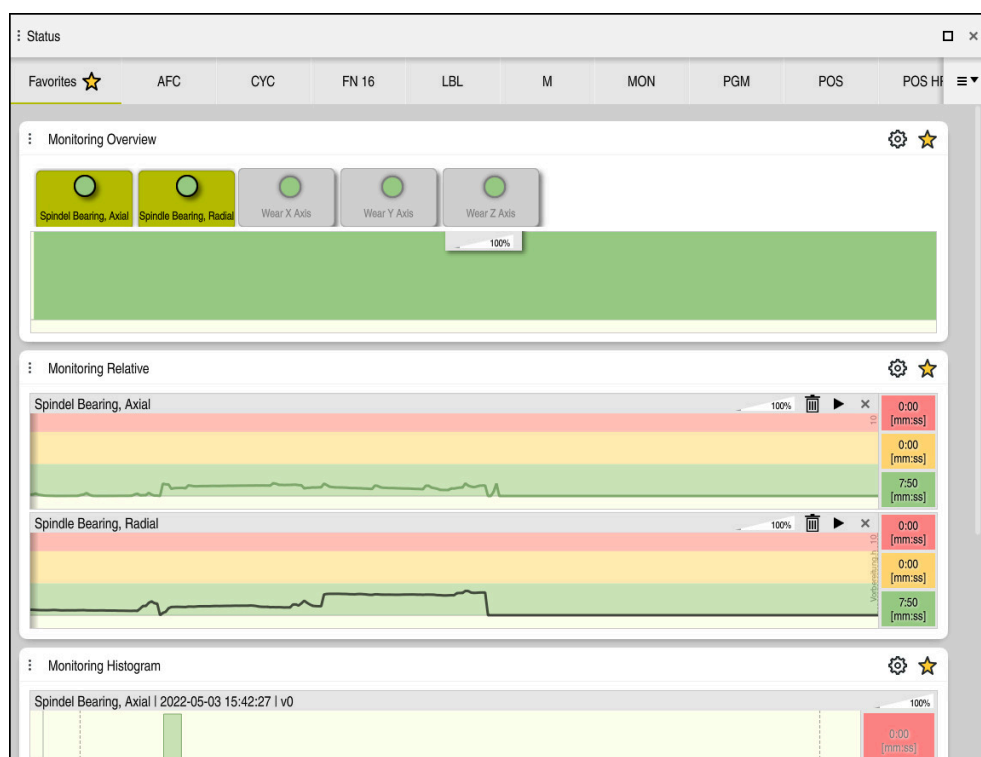 Status
Favorites AFC CYC FN 16 LBL M MON PGM POS POS HF
Monitoring Overview
Spindel Bearing, Axial Spindle Bearing, Radial Wear X Axis Wear Y Axis Wear Z Axis
100%
Monitoring Relative
Spindel Bearing, Axial 100%
10
0:00
[mm:ss]
0:00
[mm:ss]
7:50
[mm:ss]
Spindle Bearing, Radial 100%
Vorbereitung.h 10
0:00
[mm:ss]
0:00
[mm:ss]
7:50
[mm:ss]
Monitoring Histogram
Spindel Bearing, Axial | 2022-05-03 15:42:27 | v0 100%
0:00
[mm:ss]